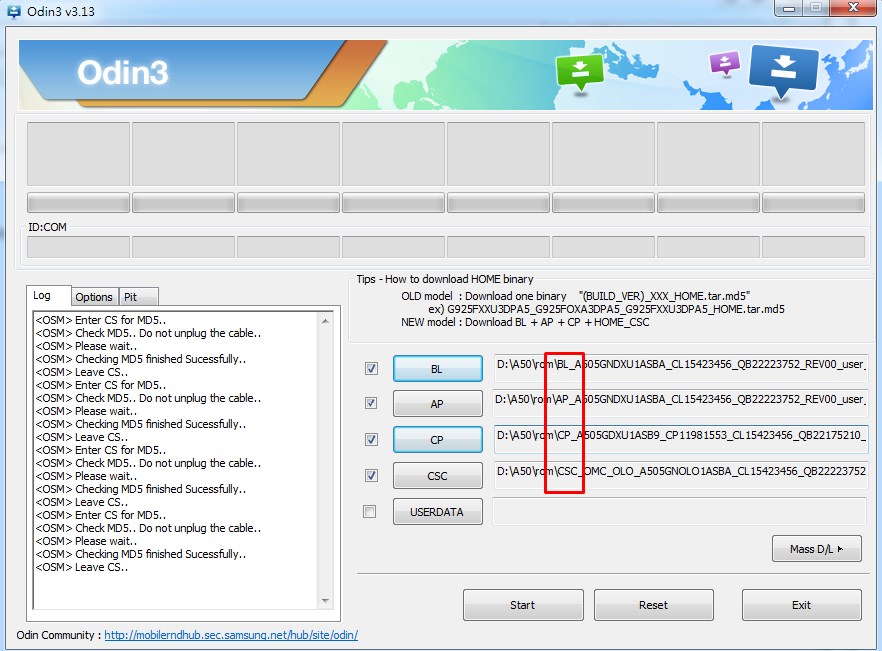 Odin3 v3.13
Odin3
ID:COM
Log
Options
Pit
<OSM> Enter CS for MD5..
<OSM> Check MD5.. Do not unplug the cable..
<OSM> Please wait..
<OSM> Checking MD5 finished Sucessfully..
<OSM> Leave CS..
<OSM> Enter CS for MD5..
<OSM> Check MD5.. Do not unplug the cable..
<OSM> Please wait..
<OSM> Checking MD5 finished Sucessfully..
<OSM> Leave CS..
<OSM> Enter CS for MD5..
<OSM> Check MD5.. Do not unplug the cable..
<OSM> Please wait..
<OSM> Checking MD5 finished Sucessfully..
<OSM> Leave CS..
<OSM> Enter CS for MD5..
<OSM> Check MD5.. Do not unplug the cable..
<OSM> Please wait..
<OSM> Checking MD5 finished Sucessfully..
<OSM> Leave CS..
Tips - How to download HOME binary
OLD model : Download one binary "(BUILD_VER)_XXX_HOME.tar.md5"
ex) G925FXXU3DPA5_G925FOXA3DPA5_G925FXXU3DPA5_HOME.tar.md5
NEW model : Download BL + AP + CP + HOME_CSC
BL D:\A50\rom\BL_A505GNDXU1ASBA_CL15423456_QB22223752_REV00_user_
AP D:\A50\rom\AP_A505GNDXU1ASBA_CL15423456_QB22223752_REV00_user_
CP D:\A50\rom\CP_A505GDXU1ASB9_CP11981553_CL15423456_QB22175210_
CSC D:\A50\rom\CSC_OMC_OLO_A505GNOLO1ASBA_CL15423456_QB22223752
USERDATA
Mass D/L
Start
Reset
Exit
Odin Community : http://mobilerndhub.sec.samsung.net/hub/site/odin/